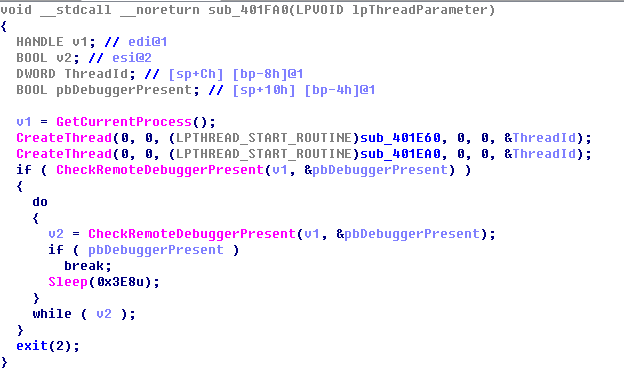 void __stdcall __noreturn sub_401FA0(LPVOID lpThreadParameter)
{
HANDLE v1; // edi@1
BOOL v2; // esi@2
DWORD ThreadId; // [sp+Ch] [bp-8h]@1
BOOL pbDebuggerPresent; // [sp+10h] [bp-4h]@1
v1 = GetCurrentProcess();
CreateThread(0, 0, (LPTHREAD_START_ROUTINE)sub_401E60, 0, 0, &ThreadId);
CreateThread(0, 0, (LPTHREAD_START_ROUTINE)sub_401EA0, 0, 0, &ThreadId);
if ( CheckRemoteDebuggerPresent(v1, &pbDebuggerPresent) )
{
do
{
v2 = CheckRemoteDebuggerPresent(v1, &pbDebuggerPresent);
if ( pbDebuggerPresent )
break;
Sleep(0x3E8u);
}
while ( v2 );
}
exit(2);
}